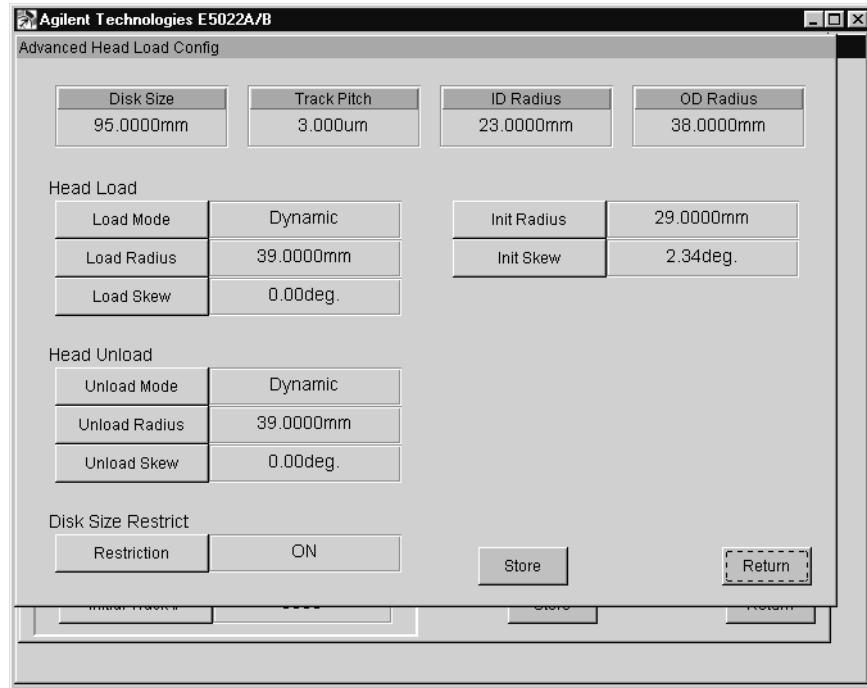 Agilent Technologies E5022A/B
Advanced Head Load Config
Disk Size Track Pitch ID Radius OD Radius
95.0000mm 3.000um 23.0000mm 38.0000mm
Head Load
Load Mode Dynamic Init Radius 29.0000mm
Load Radius 39.0000mm Init Skew 2.34deg.
Load Skew 0.00deg.
Head Unload
Unload Mode Dynamic
Unload Radius 39.0000mm
Unload Skew 0.00deg.
Disk Size Restrict
Restriction ON Store Return
Store Return